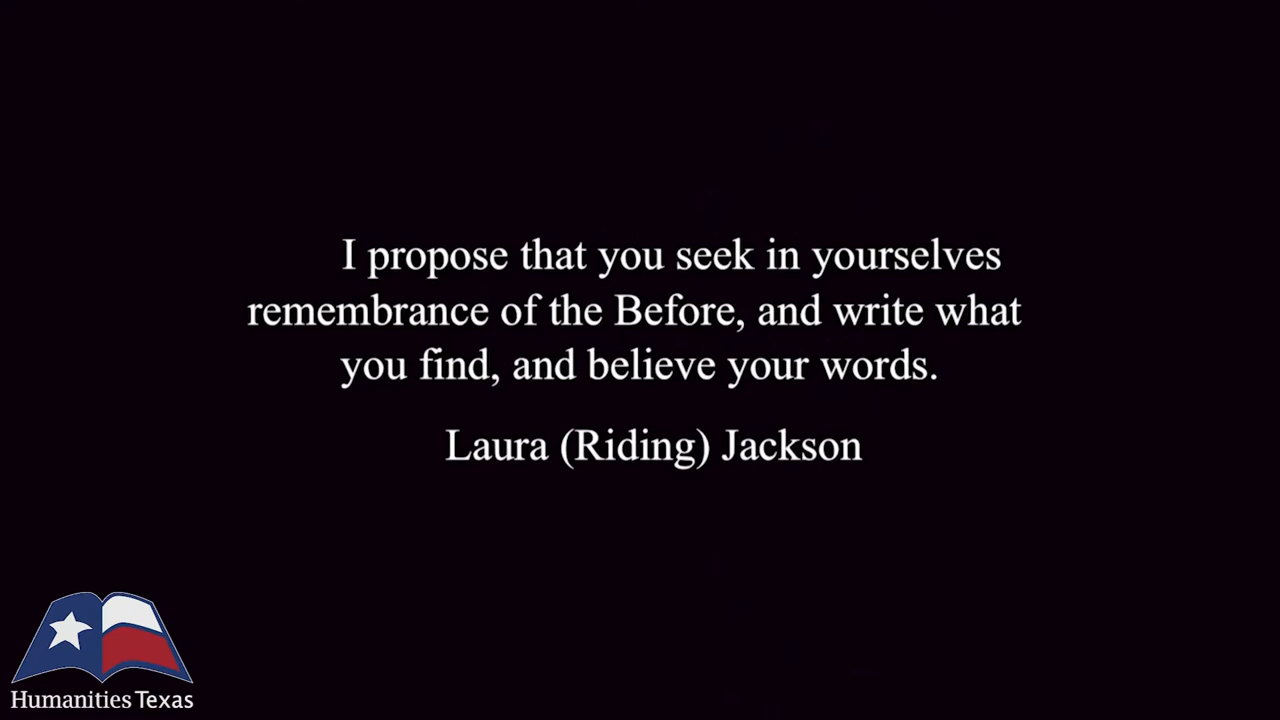 I propose that you seek in yourselves
remembrance of the Before, and write what
you find, and believe your words.
Laura (Riding) Jackson
Humanities Texas